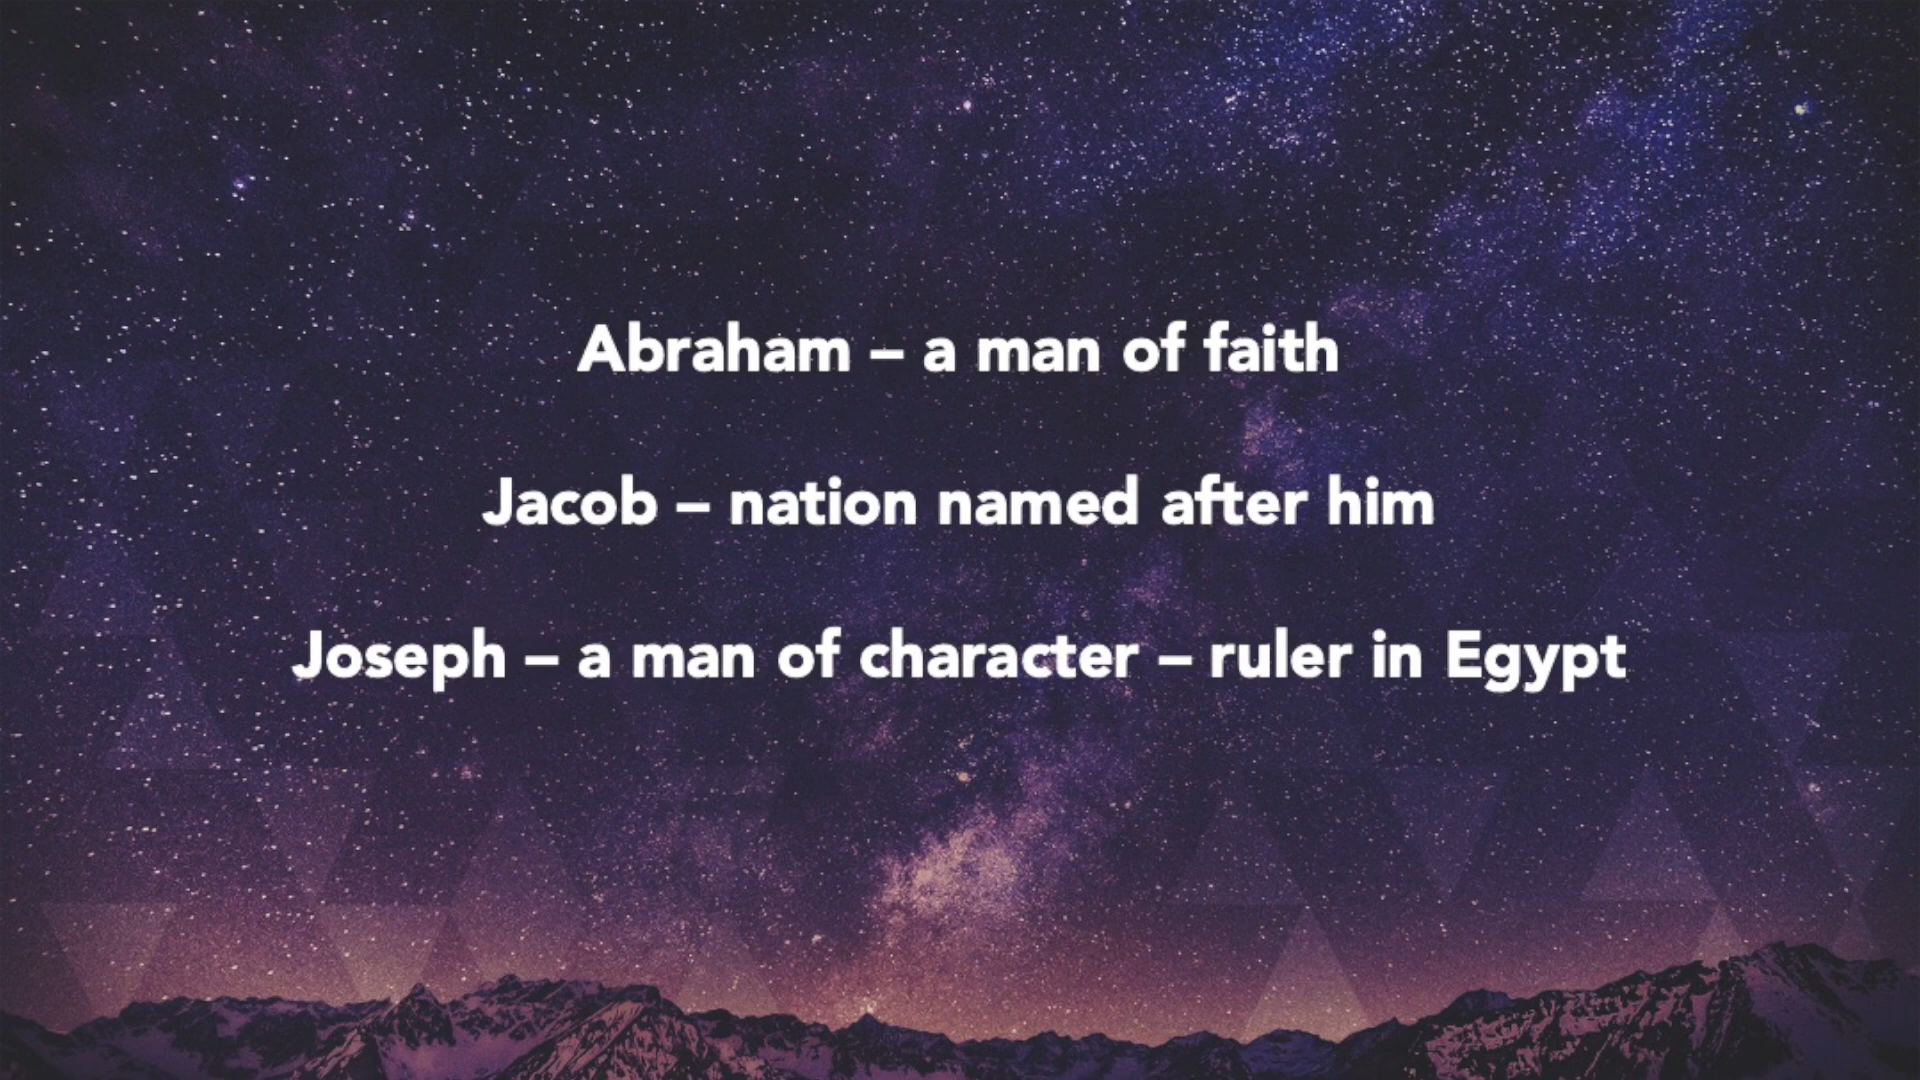 Abraham – a man of faith
Jacob – nation named after him
Joseph – a man of character – ruler in Egypt